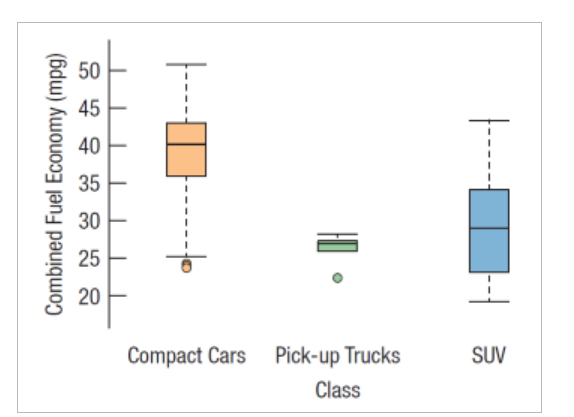 Combined Fuel Economy (mpg)
50
45
40
35
30
25
20
Compact Cars
Pick-up Trucks
SUV
Class